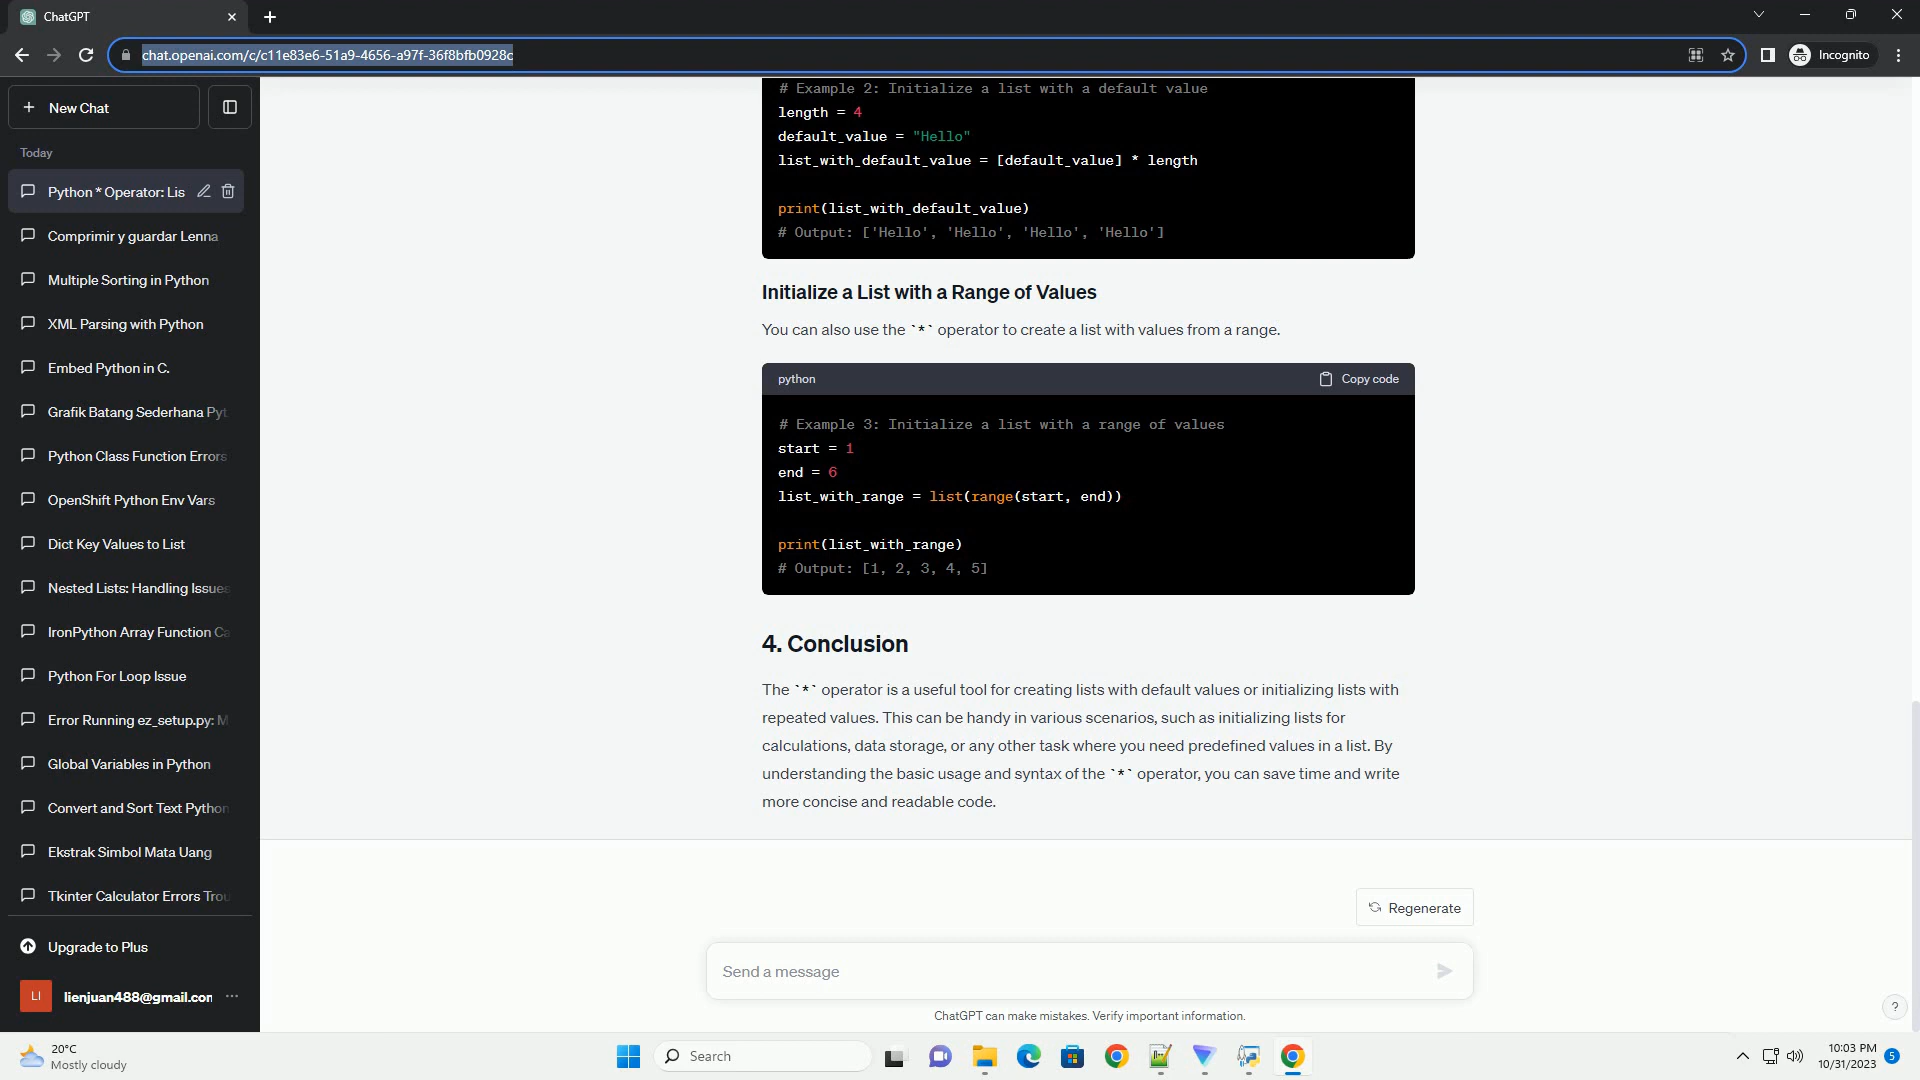 ChatGPT
chat.openai.com/c/c11e83e6-51a9-4656-a97f-36f8bfb0928c
Incognito
New Chat
Today
Python * Operator: Lis
Comprimir y guardar Lenna
Multiple Sorting in Python
XML Parsing with Python
Embed Python in C.
Grafik Batang Sederhana Pyt
Python Class Function Errors
OpenShift Python Env Vars
Dict Key Values to List
Nested Lists: Handling Issues
IronPython Array Function Ca
Python For Loop Issue
Error Running ez_setup.py: M
Global Variables in Python
Convert and Sort Text Python
Ekstrak Simbol Mata Uang
Tkinter Calculator Errors Trou
Upgrade to Plus
LI
lienjuan488@gmail.con
# Example 2: Initialize a list with a default value
length = 4
default_value = "Hello"
list_with_default_value = [default_value] * length
print(list_with_default_value)
# Output: ['Hello', 'Hello', 'Hello', 'Hello']
Initialize a List with a Range of Values
You can also use the `*` operator to create a list with values from a range.
python
Copy code
# Example 3: Initialize a list with a range of values
start = 1
end = 6
list_with_range = list(range(start, end))
print(list_with_range)
# Output: [1, 2, 3, 4, 5]
4. Conclusion
The `*` operator is a useful tool for creating lists with default values or initializing lists with
repeated values. This can be handy in various scenarios, such as initializing lists for
calculations, data storage, or any other task where you need predefined values in a list. By
understanding the basic usage and syntax of the `*` operator, you can save time and write
more concise and readable code.
Regenerate
Send a message
ChatGPT can make mistakes. Verify important information.
?
20°C
Mostly cloudy
Search
10:03 PM
10/31/2023
5